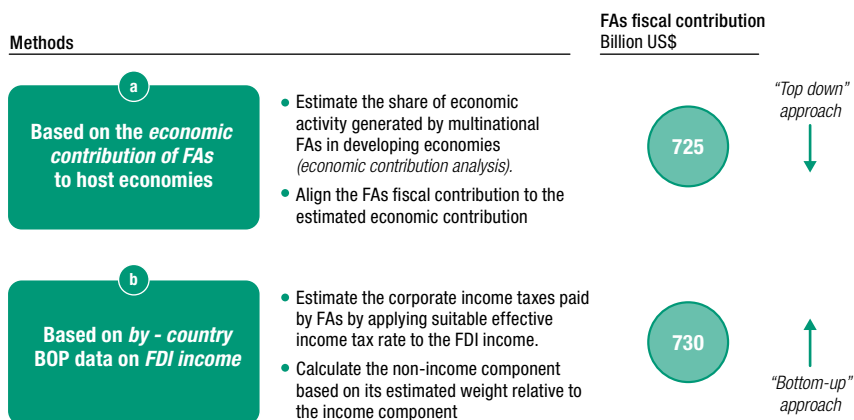 Methods
FAs fiscal contribution
Billion US$
a
Based on the economic
contribution of FAs
to host economies
• Estimate the share of economic
activity generated by multinational
FAs in developing economies
(economic contribution analysis).
• Align the FAs fiscal contribution to the
estimated economic contribution
725
“Top down”
approach
b
Based on by - country
BOP data on FDI income
• Estimate the corporate income taxes paid
by FAs by applying suitable effective
income tax rate to the FDI income.
• Calculate the non-income component
based on its estimated weight relative to
the income component
730
“Bottom-up”
approach